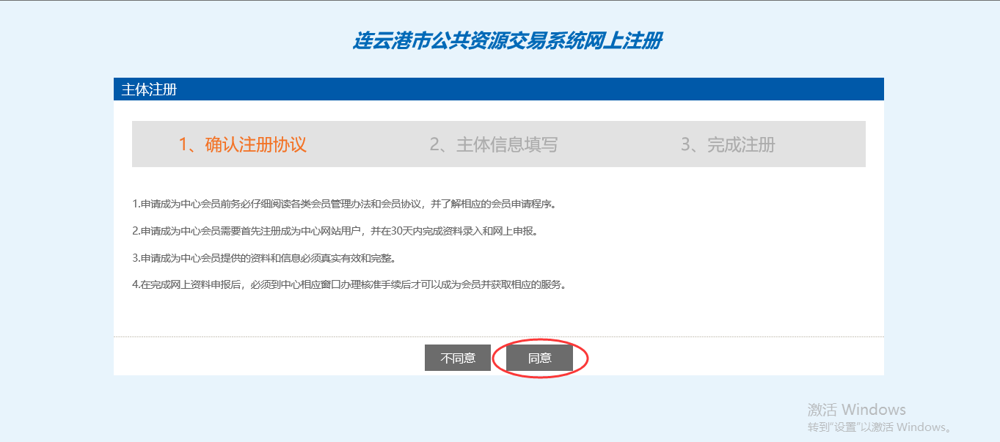 连云港市公共资源交易系统网上注册
主体注册
1、确认注册协议 2、主体信息填写 3、完成注册
1.申请成为中心会员前务必仔细阅读各类会员管理办法和会员协议，并了解相应的会员申请程序。
2.申请成为中心会员需要首先注册成为中心网站用户，并在30天内完成资料录入和网上申报。
3.申请成为中心会员提供的资料和信息必须真实有效和完整。
4.在完成网上资料申报后，必须到中心相应窗口办理核准手续后才可以成为会员并获取相应的服务。
不同意 同意
激活 Windows
转到"设置"以激活 Windows。